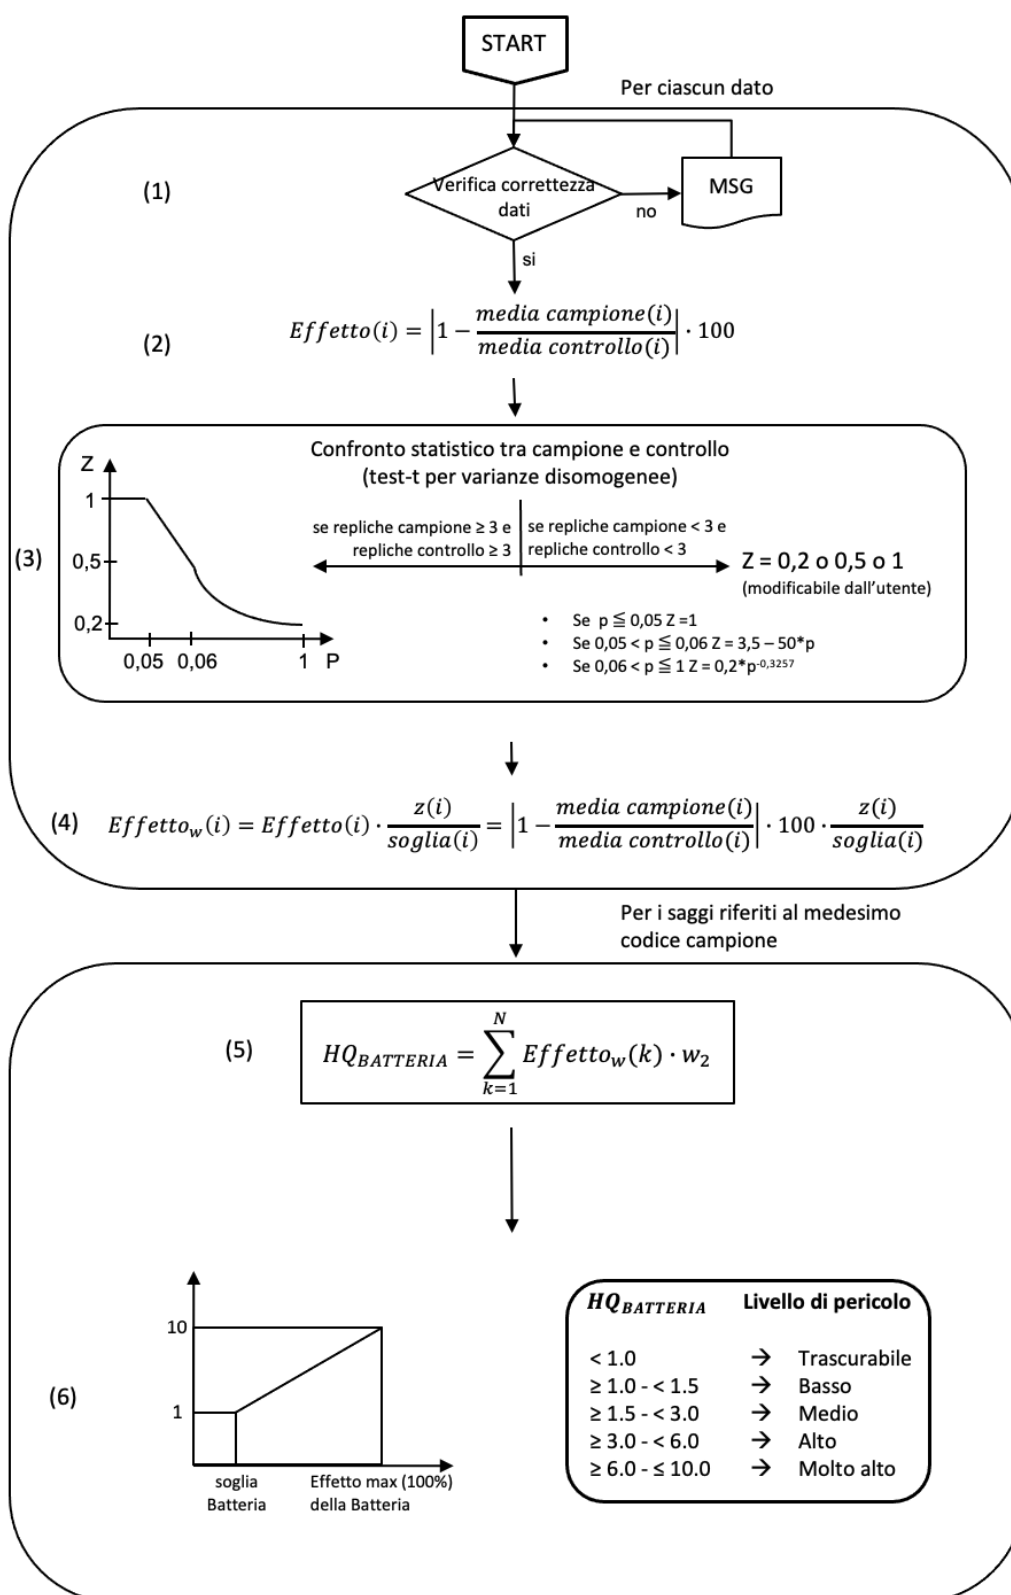 START
Per ciascun dato
(1)
Verifica correttezza
dati
no
MSG
si
(2)
Effetto(i) = |1 − media campione(i) / media controllo(i)| · 100
Confronto statistico tra campione e controllo
(test-t per varianze disomogenee)
Z
1
0,5
0,2
0,05 0,06 1 P
(3)
se repliche campione ≥ 3 e
repliche controllo ≥ 3
se repliche campione < 3 e
repliche controllo < 3
Z = 0,2 o 0,5 o 1
(modificabile dall'utente)
• Se p ≦ 0,05 Z =1
• Se 0,05 < p ≦ 0,06 Z = 3,5 – 50*p
• Se 0,06 < p ≦ 1 Z = 0,2*p^-0,3257
(4)
Effetto_w(i) = Effetto(i) · z(i) / soglia(i) = |1 − media campione(i) / media controllo(i)| · 100 · z(i) / soglia(i)
Per i saggi riferiti al medesimo
codice campione
(5)
HQ_BATTERIA = ∑_{k=1}^{N} Effetto_w(k) · w_2
(6)
10
1
soglia
Batteria
Effetto max (100%)
della Batteria
HQ_BATTERIA Livello di pericolo
< 1.0 → Trascurabile
≥ 1.0 - < 1.5 → Basso
≥ 1.5 - < 3.0 → Medio
≥ 3.0 - < 6.0 → Alto
≥ 6.0 - ≤ 10.0 → Molto alto